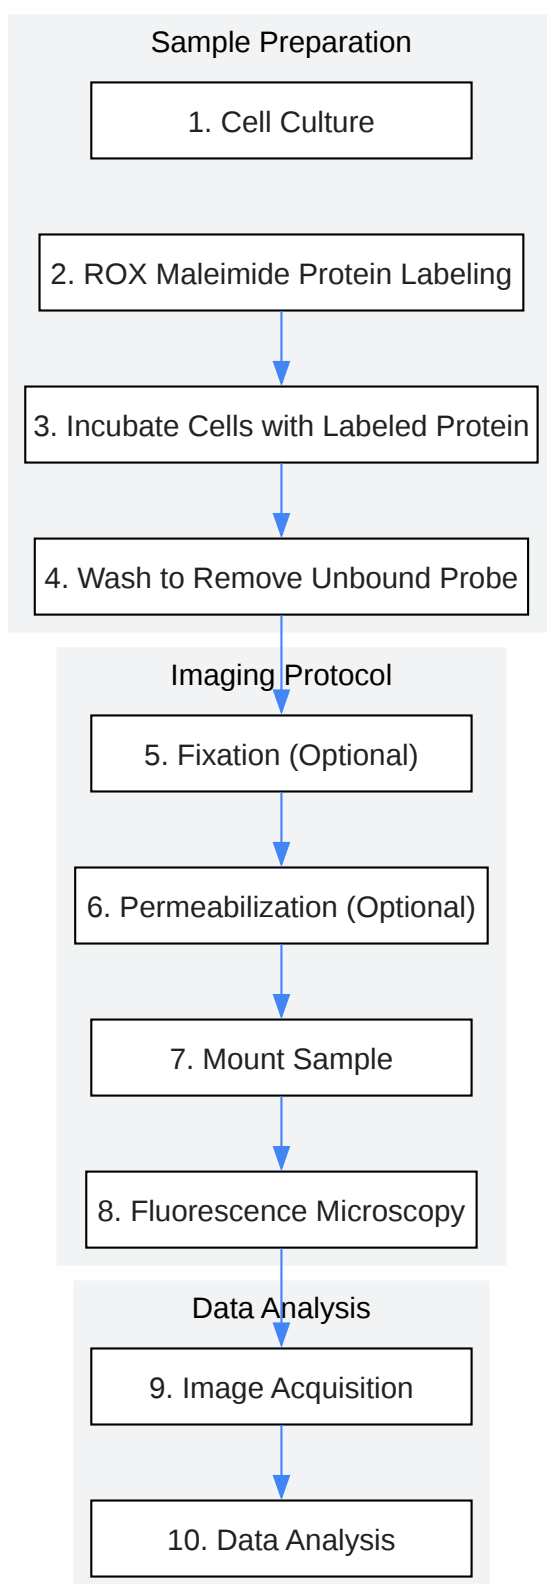 Sample Preparation
1. Cell Culture
2. ROX Maleimide Protein Labeling
3. Incubate Cells with Labeled Protein
4. Wash to Remove Unbound Probe
Imaging Protocol
5. Fixation (Optional)
6. Permeabilization (Optional)
7. Mount Sample
8. Fluorescence Microscopy
Data Analysis
9. Image Acquisition
10. Data Analysis